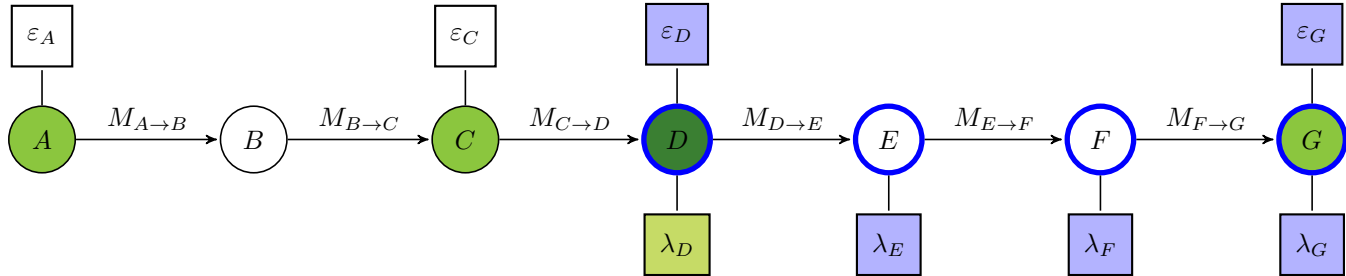 ε_A ε_C ε_D ε_G
M_{A→B} M_{B→C} M_{C→D} M_{D→E} M_{E→F} M_{F→G}
A B C D E F G
λ_D λ_E λ_F λ_G